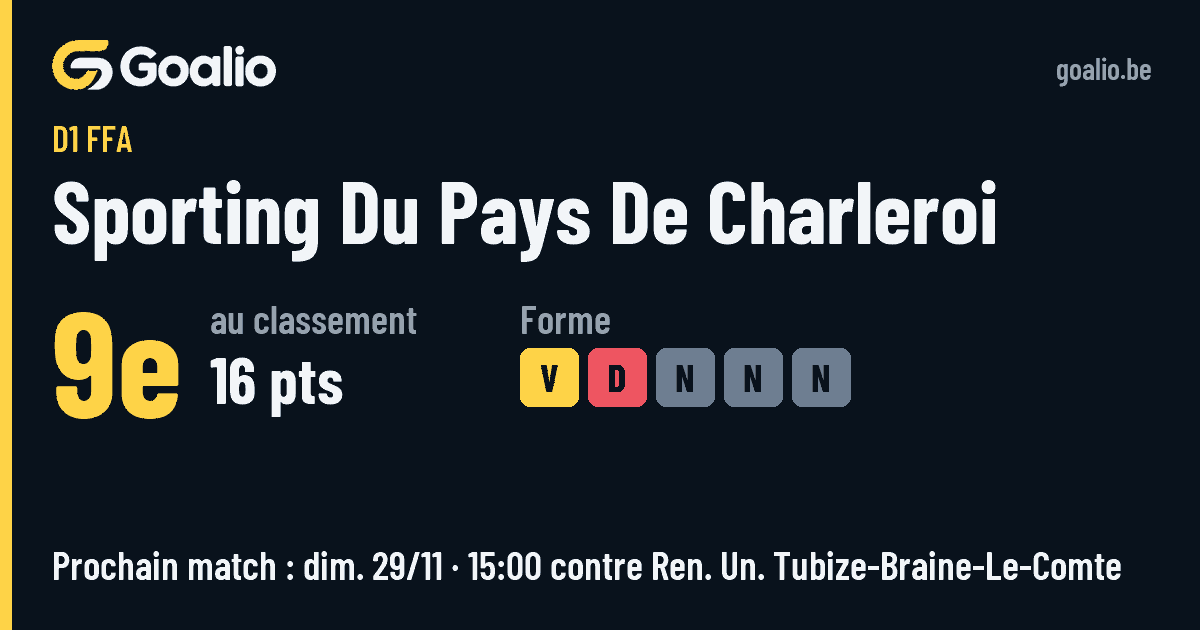 Goalio
goalio.be
D1 FFA
Sporting Du Pays De Charleroi
9e
au classement
16 pts
Forme
V D N N N
Prochain match : dim. 29/11 · 15:00 contre Ren. Un. Tubize-Braine-Le-Comte